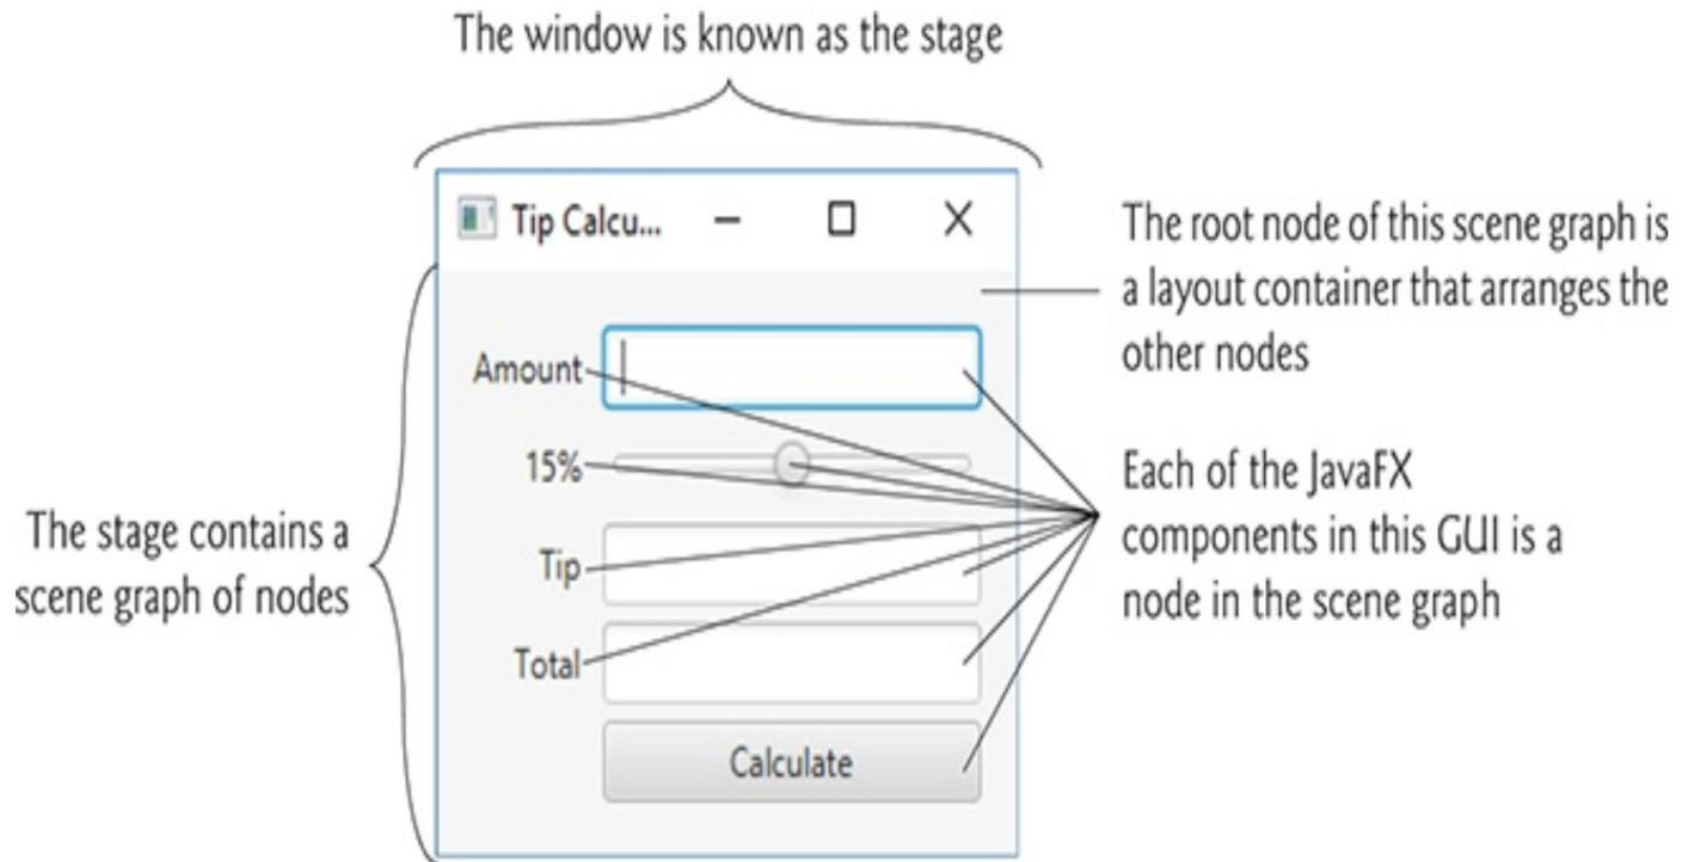 The window is known as the stage
Tip Calcu...
The root node of this scene graph is
a layout container that arranges the
other nodes
Amount
15%
Tip
Total
Calculate
The stage contains a
scene graph of nodes
Each of the JavaFX
components in this GUI is a
node in the scene graph